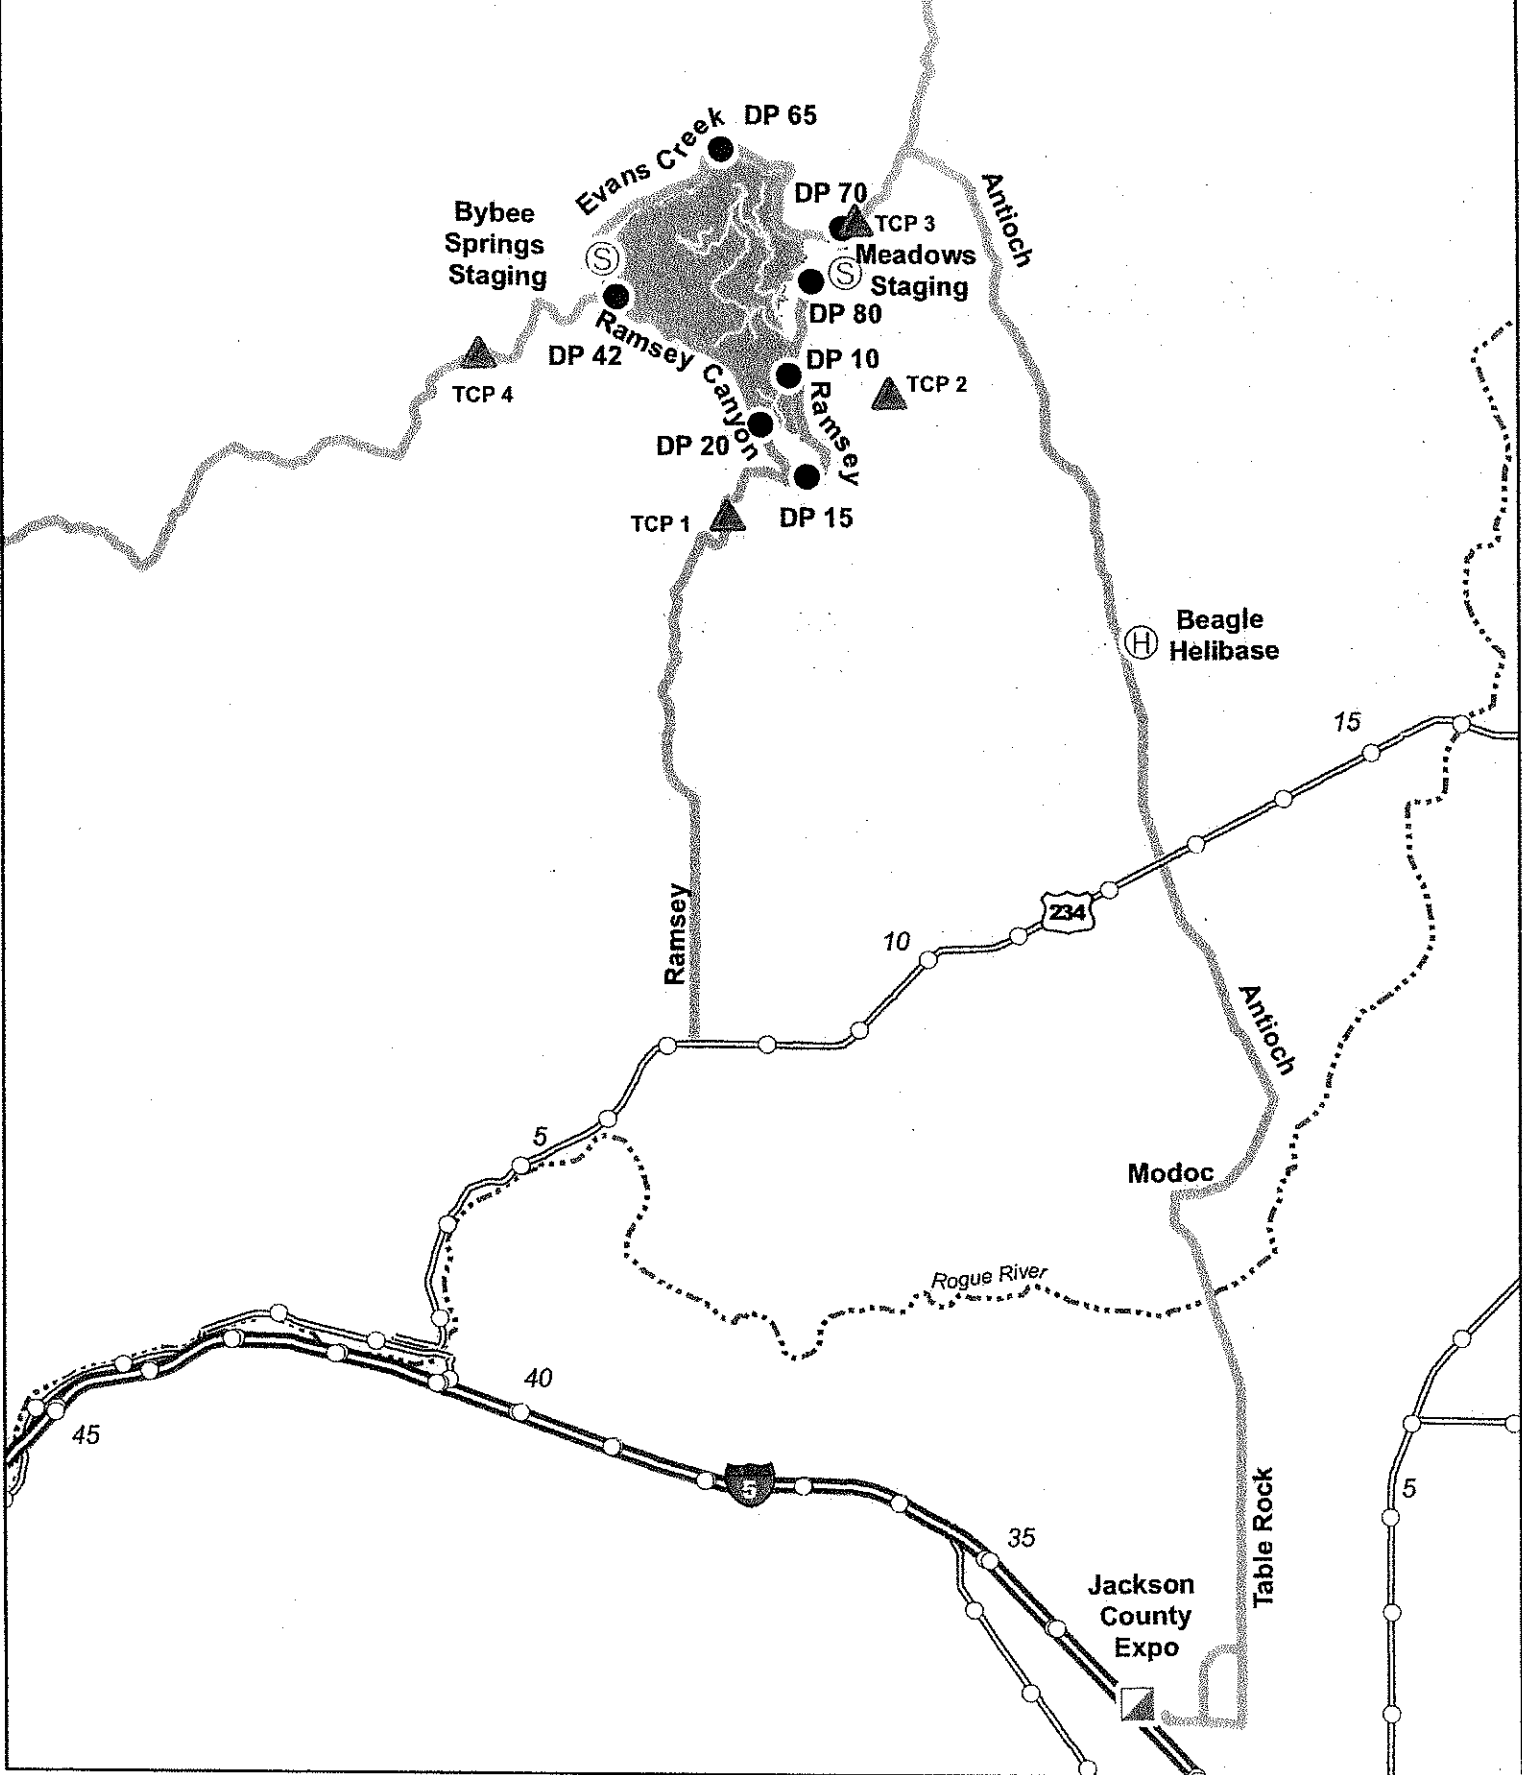 DP 65
Evans Creek
DP 70
TCP 3
Antioch
Bybee
Springs
Staging
S
S
Meadows
Staging
DP 80
Ramsey Canyon
DP 42
DP 10
TCP 4
TCP 2
Ramsey
DP 20
TCP 1
DP 15
H
Beagle
Helibase
15
234
10
Ramsey
Antioch
5
Modoc
Rogue River
40
45
5
5
35
Table Rock
Jackson
County
Expo